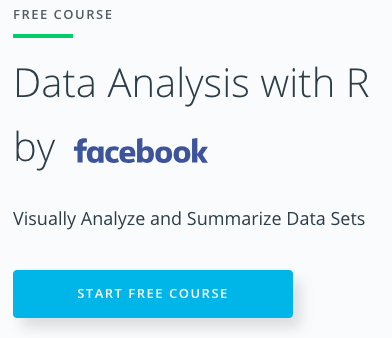 FREE COURSE
Data Analysis with R
by facebook
Visually Analyze and Summarize Data Sets
START FREE COURSE